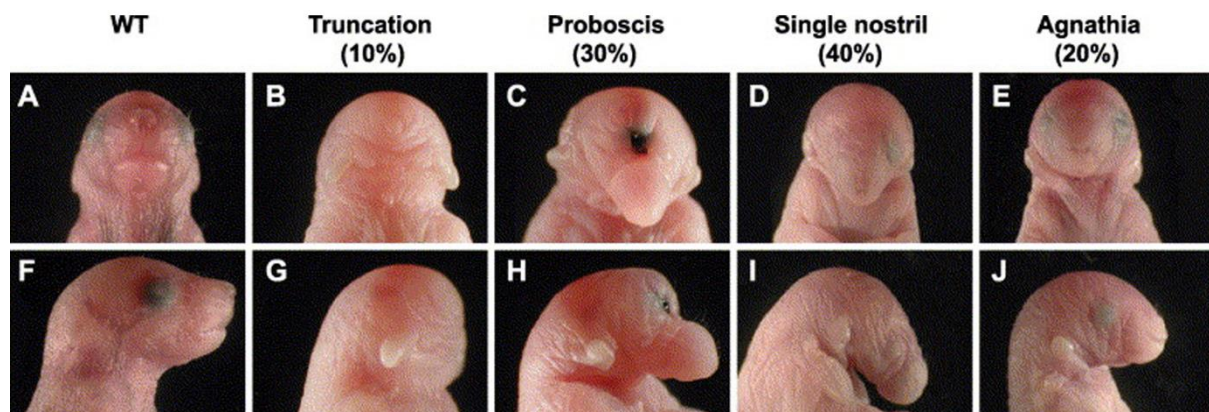 WT Truncation Proboscis Single nostril Agnathia
(10%) (30%) (40%) (20%)
A B C D E
F G H I J